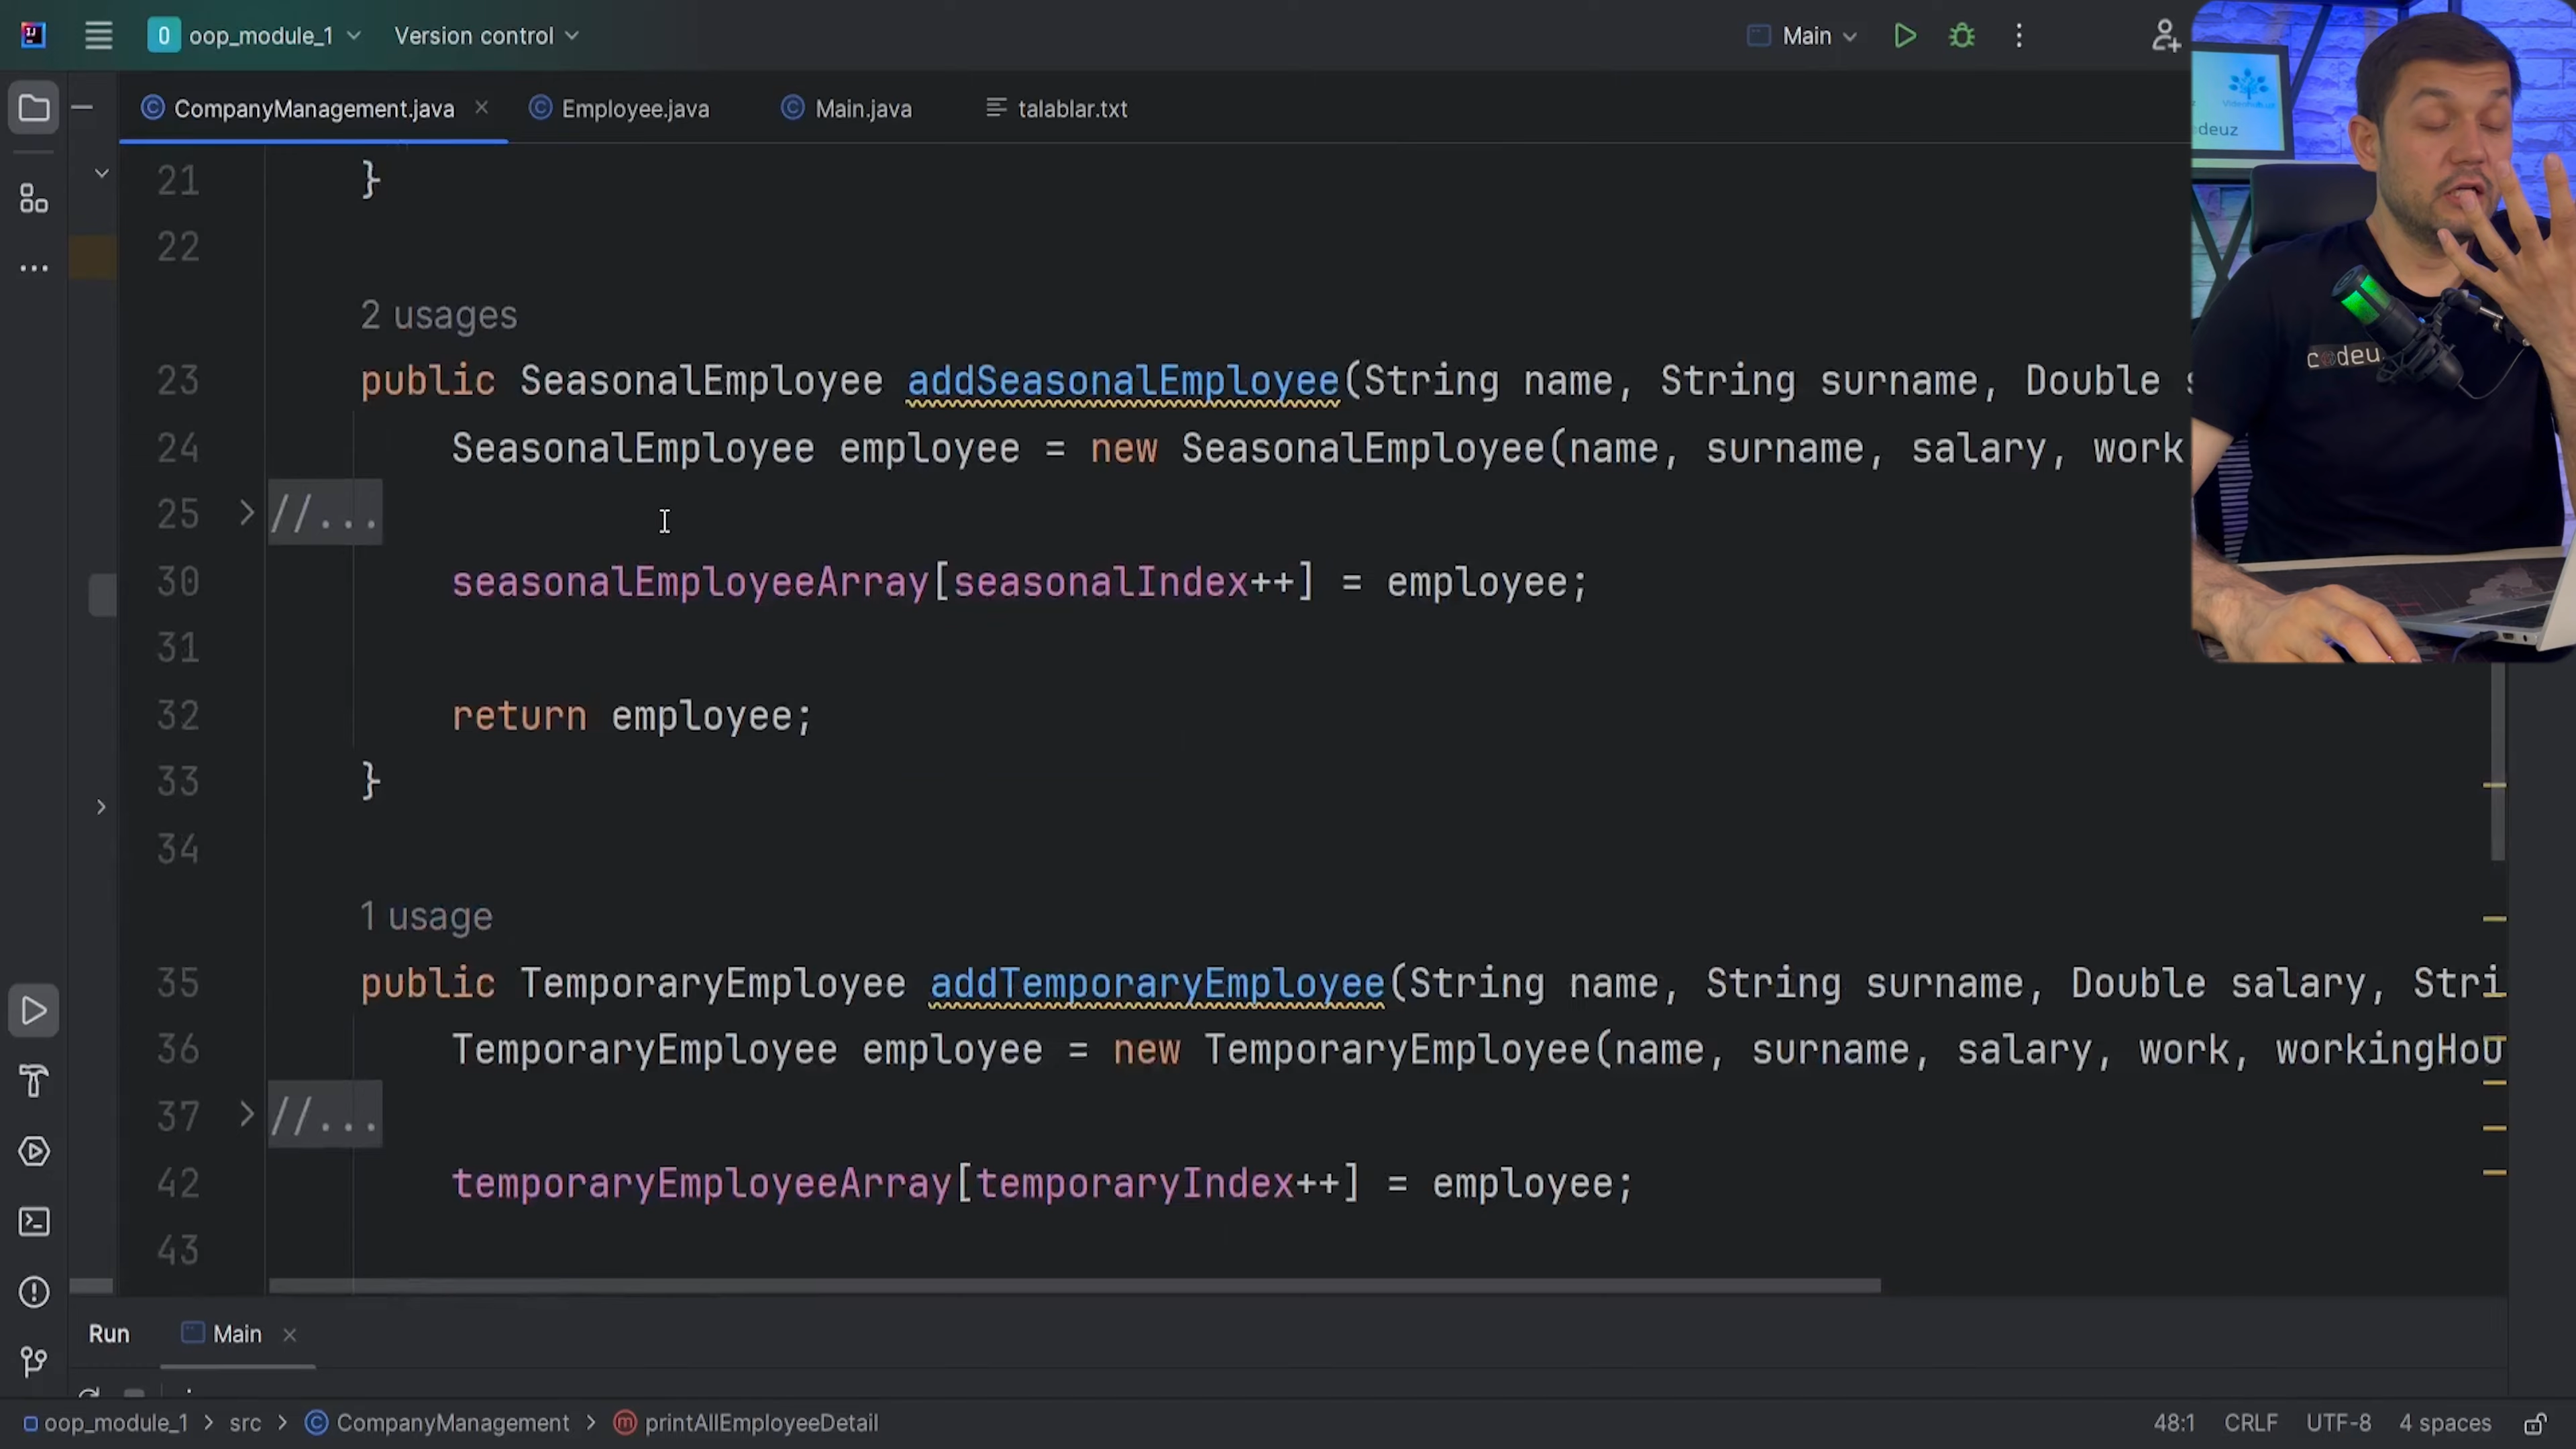 oop_module_1 Version control Main
CompanyManagement.java Employee.java Main.java talablar.txt
21 }
22
2 usages
23 public SeasonalEmployee addSeasonalEmployee(String name, String surname, Double s
24 SeasonalEmployee employee = new SeasonalEmployee(name, surname, salary, work
25 //...
30 seasonalEmployeeArray[seasonalIndex++] = employee;
31
32 return employee;
33 }
34
1 usage
35 public TemporaryEmployee addTemporaryEmployee(String name, String surname, Double salary, Stri
36 TemporaryEmployee employee = new TemporaryEmployee(name, surname, salary, work, workingHou
37 //...
42 temporaryEmployeeArray[temporaryIndex++] = employee;
43
Run Main
oop_module_1 > src > CompanyManagement > printAllEmployeeDetail 48:1 CRLF UTF-8 4 spaces
deuz
codeu